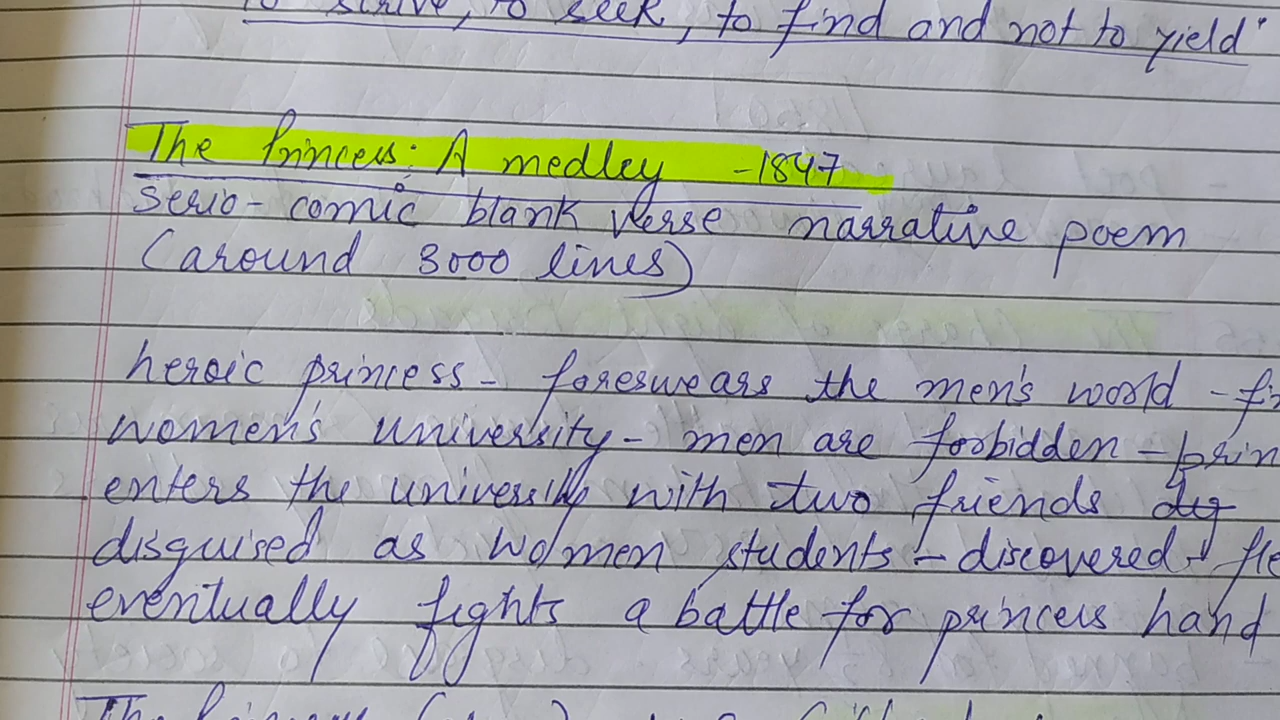 to strive, to seek, to find and not to yield"
The Princess: A medley - 1847
serio-comic blank verse narrative poem
(around 3000 lines)
heroic princess - foreswears the men's world -
women's university - men are forbidden -
enters the university with two friends
disguised as women students - discovered
eventually fights a battle for princess hand
The Princess